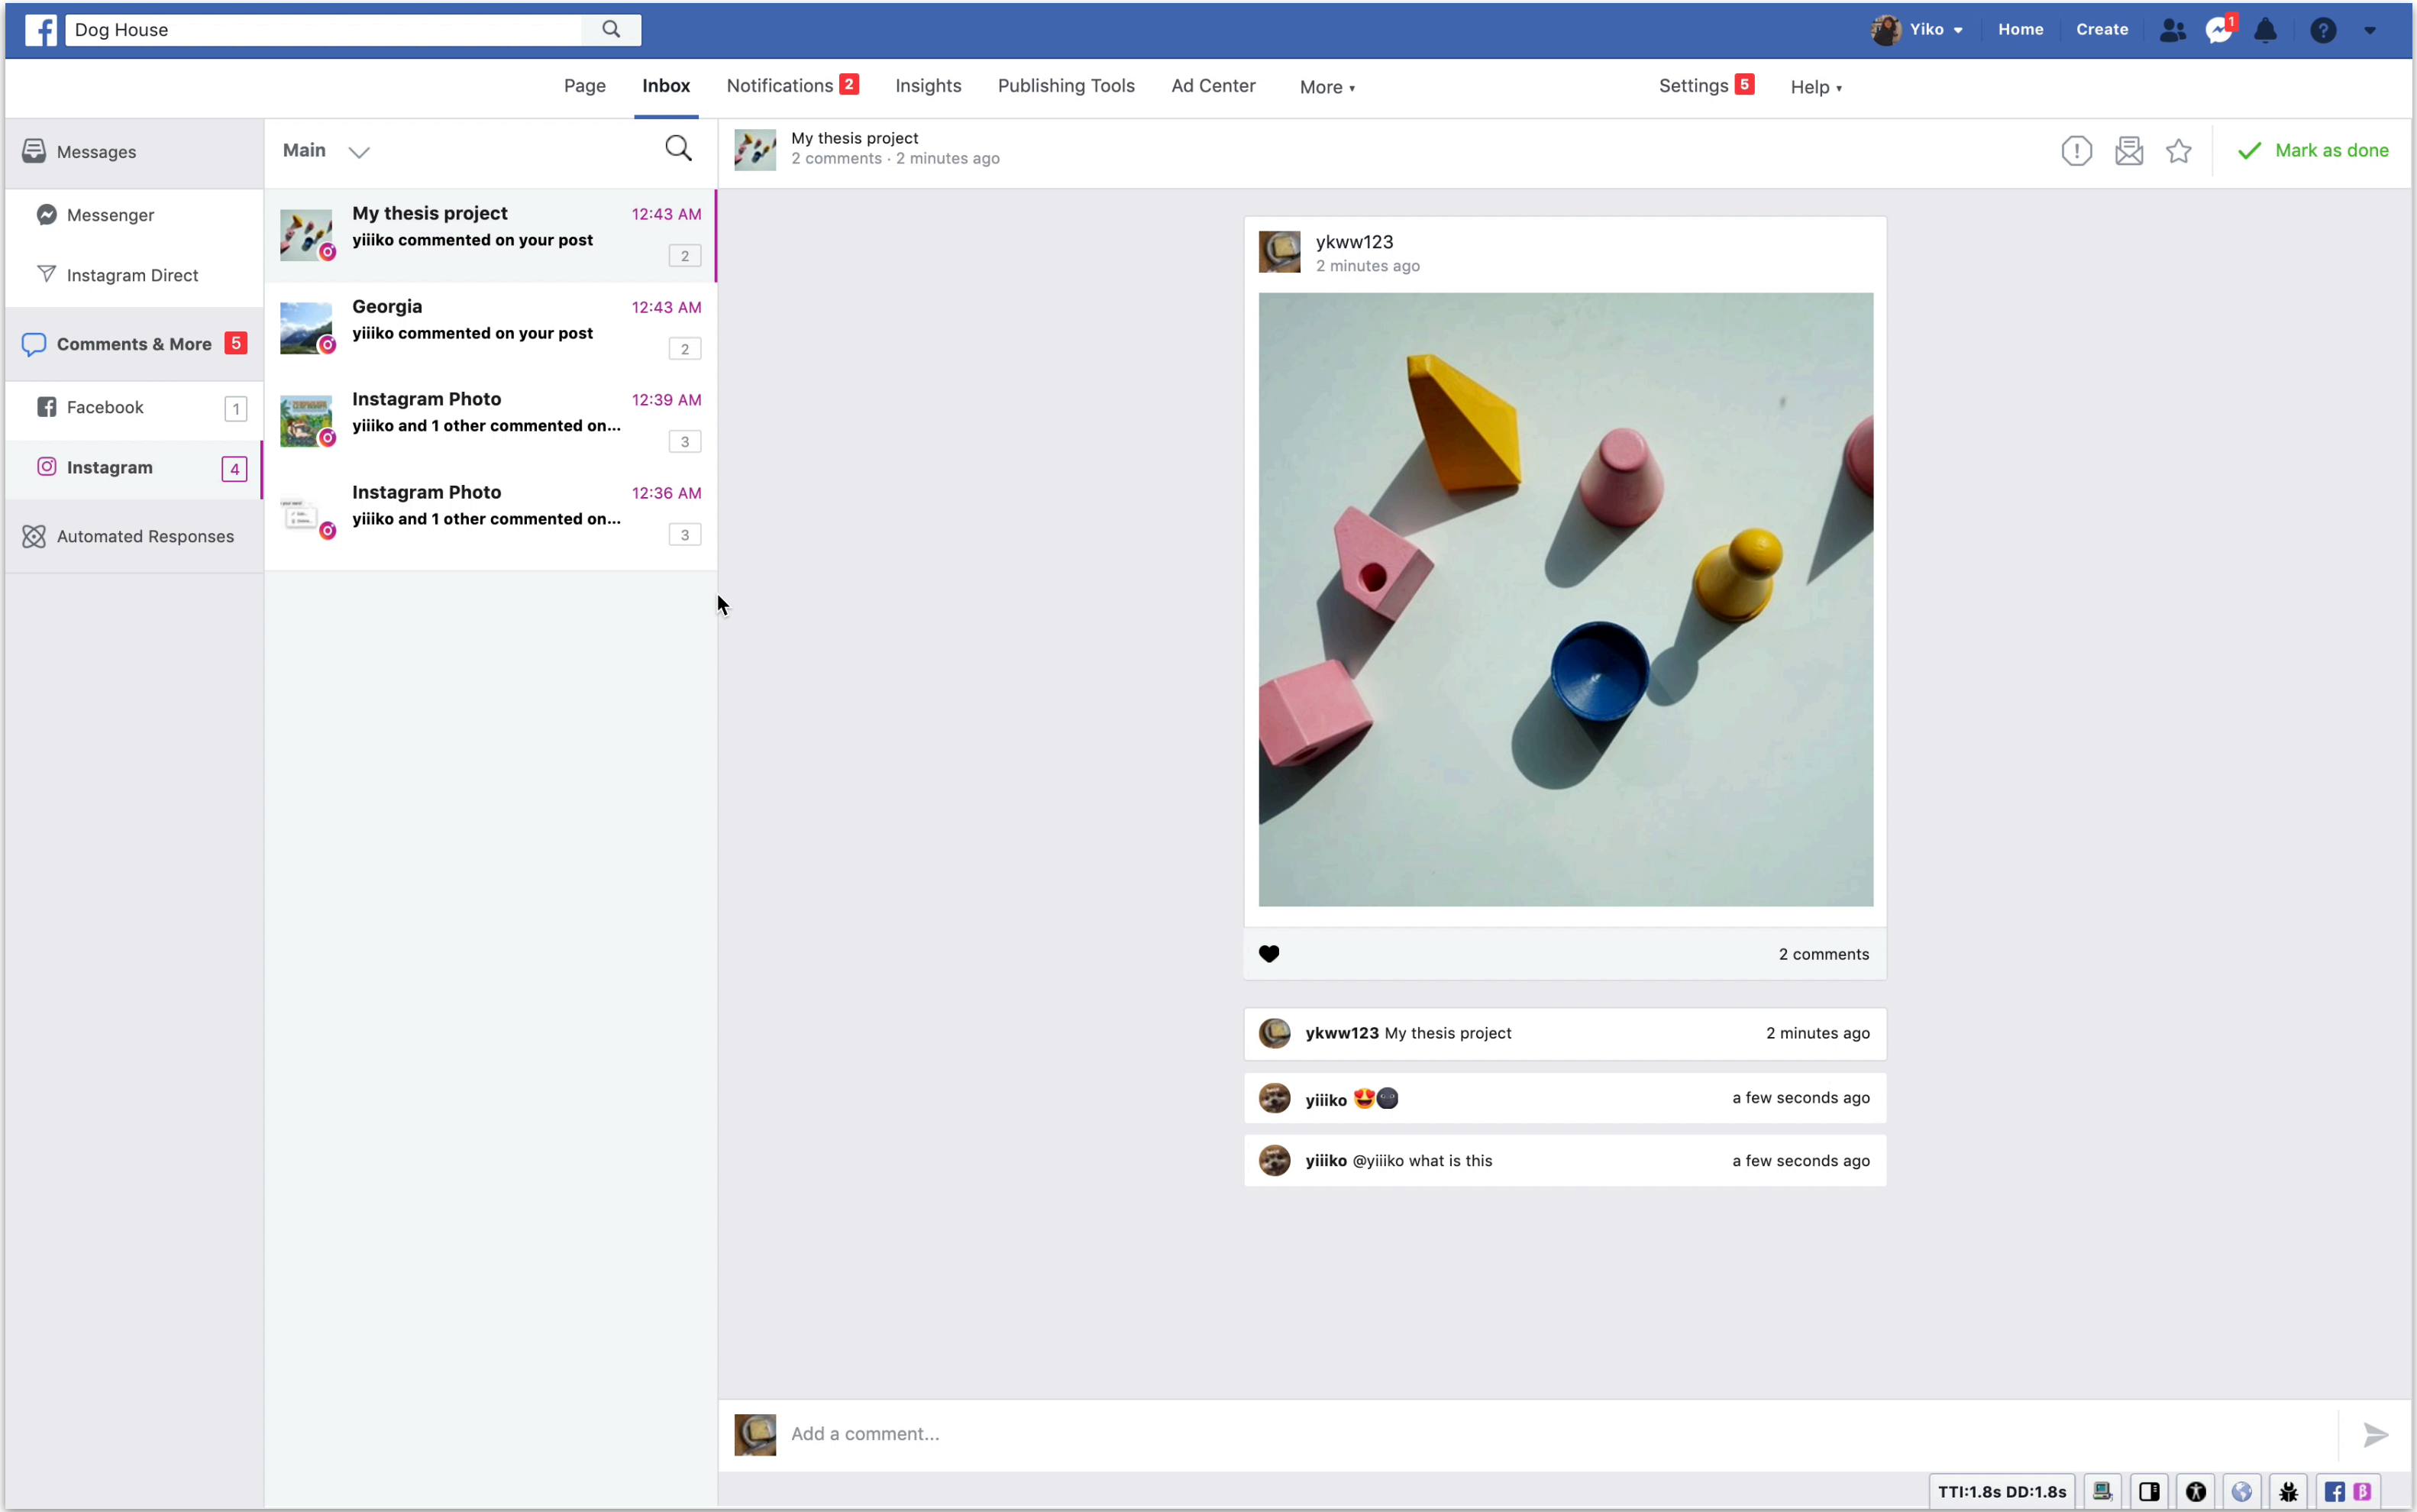 Dog House
Yiko
Home
Create
1
Page
Inbox
Notifications 2
Insights
Publishing Tools
Ad Center
More
Settings 5
Help
Messages
Messenger
Instagram Direct
Comments & More 5
Facebook 1
Instagram 4
Automated Responses
Main
My thesis project 12:43 AM
yiiiko commented on your post
2
Georgia 12:43 AM
yiiiko commented on your post
2
Instagram Photo 12:39 AM
yiiiko and 1 other commented on...
3
Instagram Photo 12:36 AM
yiiiko and 1 other commented on...
3
My thesis project
2 comments · 2 minutes ago
Mark as done
ykww123
2 minutes ago
2 comments
ykww123 My thesis project 2 minutes ago
yiiiko 😍🌚 a few seconds ago
yiiiko @yiiiko what is this a few seconds ago
Add a comment...
TTI:1.8s DD:1.8s